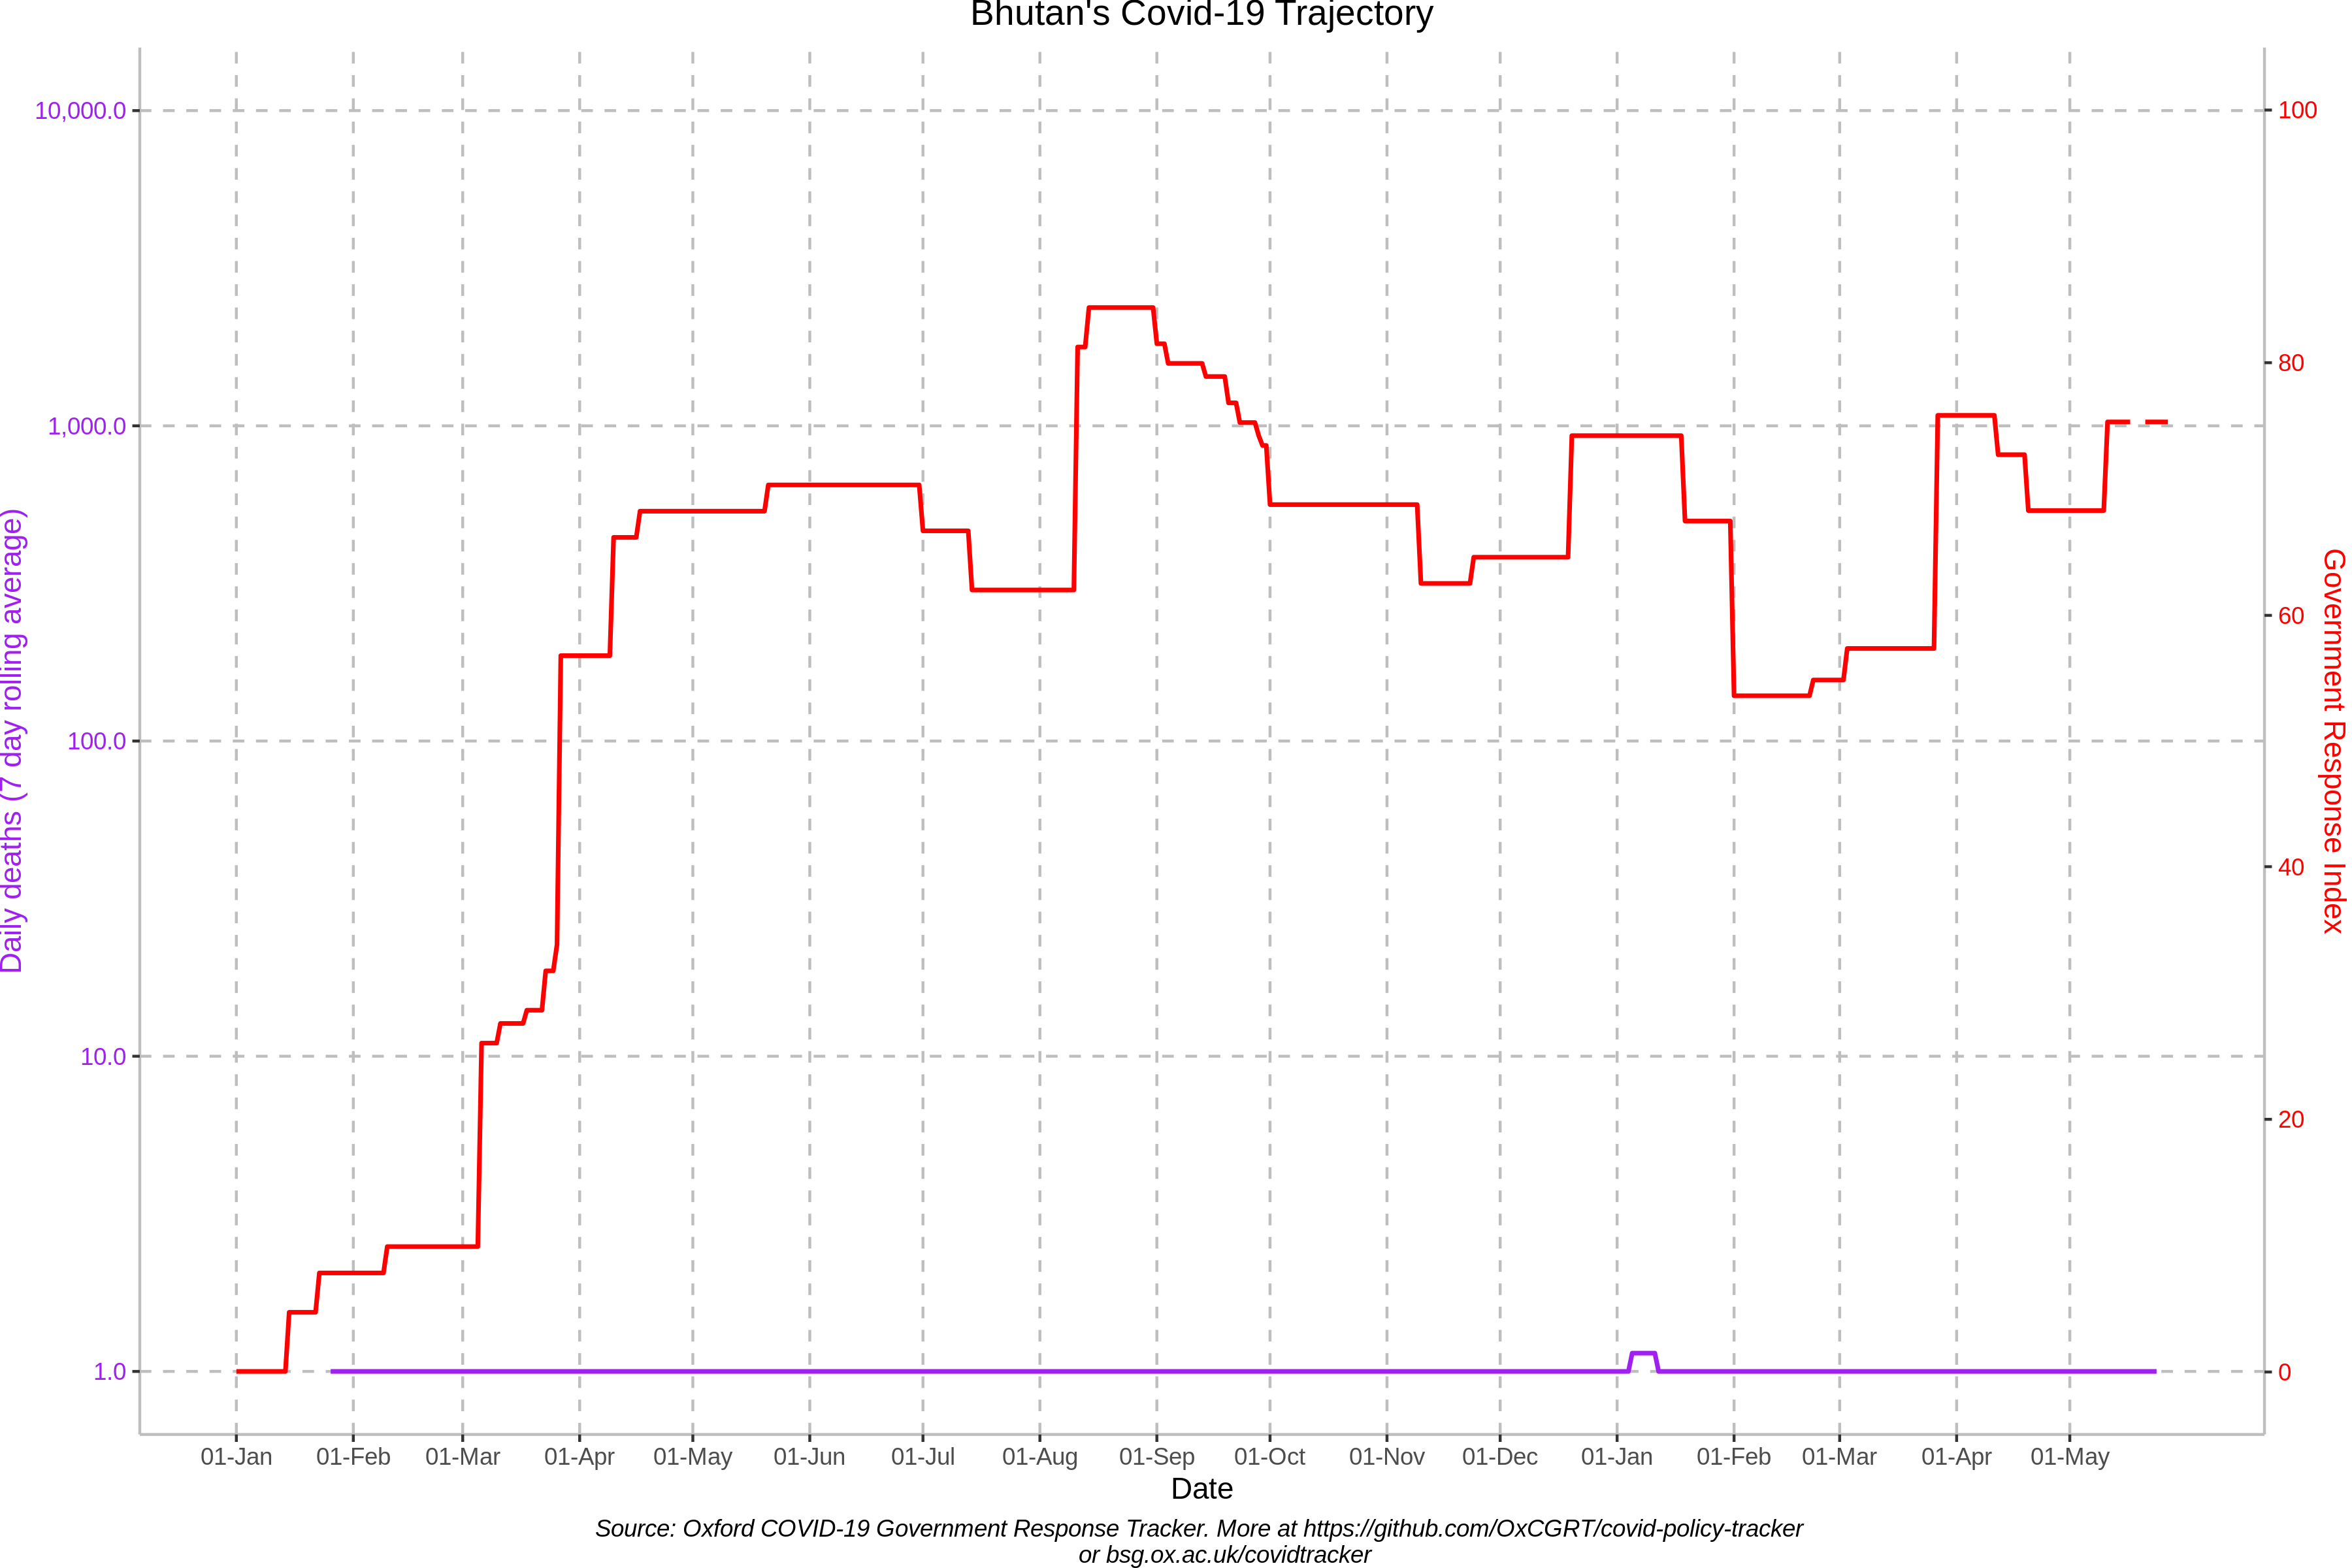 Bhutan's Covid-19 Trajectory
10,000.0
1,000.0
100.0
10.0
1.0
Daily deaths (7 day rolling average)
100
80
60
40
20
0
Government Response Index
01-Jan 01-Feb 01-Mar 01-Apr 01-May 01-Jun 01-Jul 01-Aug 01-Sep 01-Oct 01-Nov 01-Dec 01-Jan 01-Feb 01-Mar 01-Apr 01-May
Date
Source: Oxford COVID-19 Government Response Tracker. More at https://github.com/OxCGRT/covid-policy-tracker
or bsg.ox.ac.uk/covidtracker